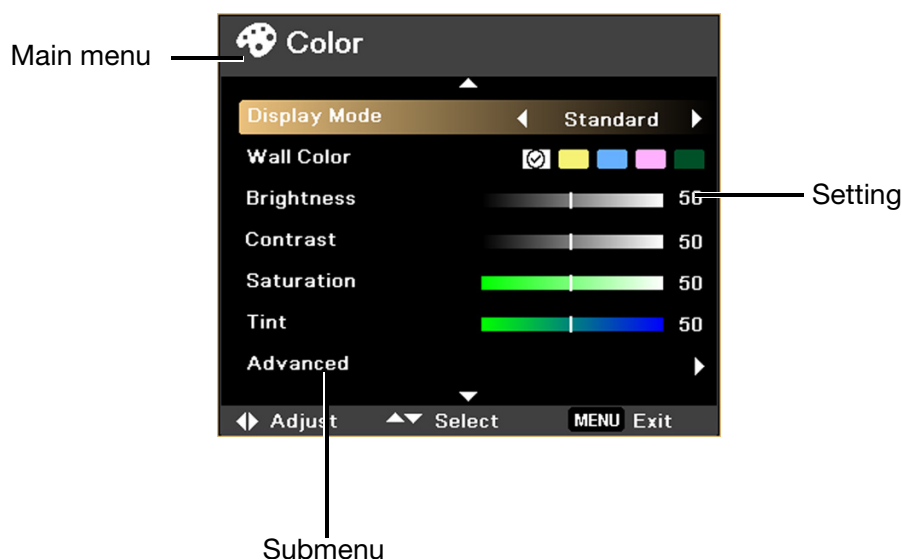 Color
Main menu
Display Mode Standard
Wall Color
Brightness 50
Setting
Contrast 50
Saturation 50
Tint 50
Advanced
Adjust Select MENU Exit
Submenu